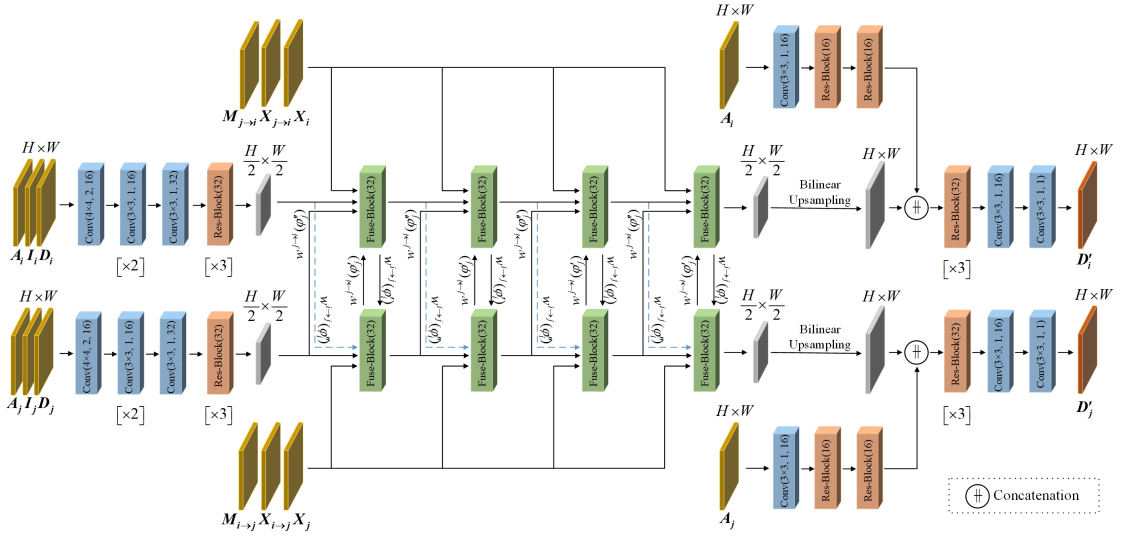 H×W
A_i
Conv(3×3, 1, 16)
Res-Block(16)
Res-Block(16)
M_{j→i} X_{j→i} X_i
H×W
A_i I_i D_i
Conv(4×4, 2, 16)
Conv(3×3, 1, 16)
[×2]
Conv(3×3, 1, 32)
Res-Block(32)
[×3]
H/2 × W/2
Fuse-Block(32)
Fuse-Block(32)
Fuse-Block(32)
Fuse-Block(32)
H/2 × W/2
Bilinear
Upsampling
H×W
Res-Block(32)
[×3]
Conv(3×3, 1, 16)
Conv(3×3, 1, 1)
H×W
D'_i
H×W
A_j I_j D_j
Conv(4×4, 2, 16)
Conv(3×3, 1, 16)
[×2]
Conv(3×3, 1, 32)
Res-Block(32)
[×3]
H/2 × W/2
Fuse-Block(32)
Fuse-Block(32)
Fuse-Block(32)
Fuse-Block(32)
H/2 × W/2
Bilinear
Upsampling
H×W
Res-Block(32)
[×3]
Conv(3×3, 1, 16)
Conv(3×3, 1, 1)
H×W
D'_j
M_{i→j} X_{i→j} X_j
H×W
A_j
Conv(3×3, 1, 16)
Res-Block(16)
Res-Block(16)
Concatenation